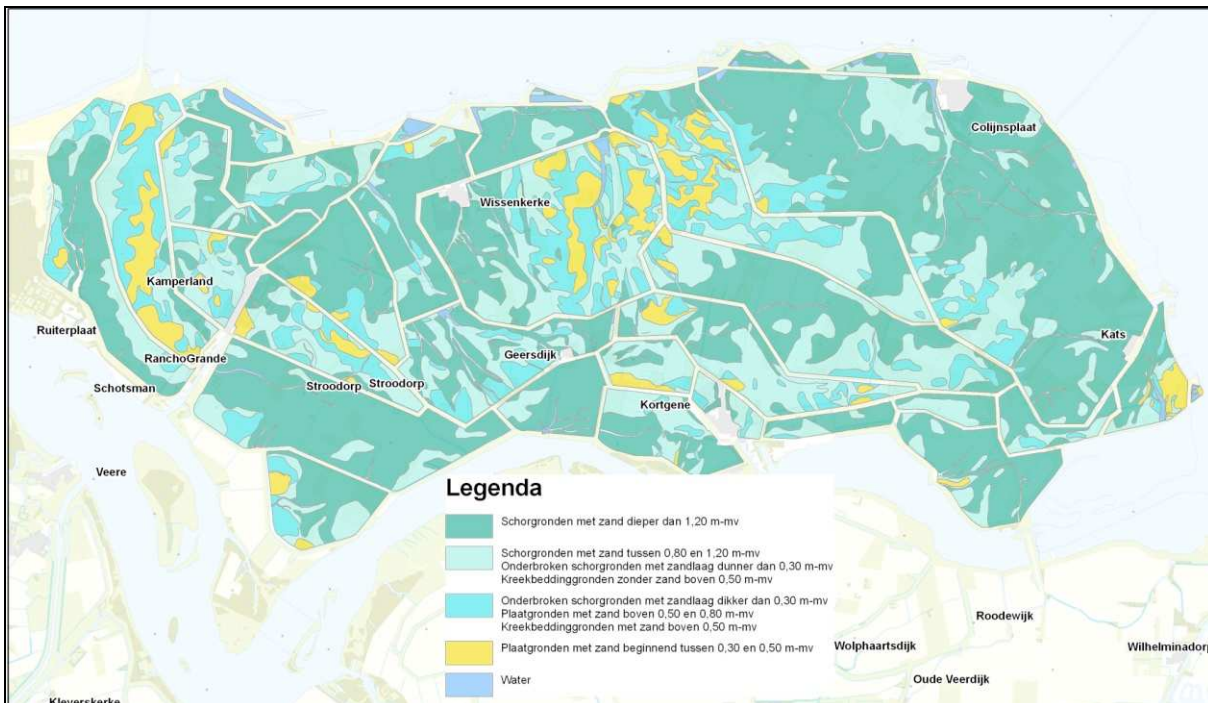 Colijnsplaat
Wissenkerke
Kamperland
Ruiterplaat
RanchoGrande
Kats
Geersdijk
Schotsman
Stroodorp
Stroodorp
Kortgene
Veere
Legenda
Schorgronden met zand dieper dan 1,20 m-mv
Schorgronden met zand tussen 0,80 en 1,20 m-mv
Onderbroken schorgronden met zandlaag dunner dan 0,30 m-mv
Kreekbeddinggronden zonder zand boven 0,50 m-mv
Onderbroken schorgronden met zandlaag dikker dan 0,30 m-mv
Plaatgronden met zand boven 0,50 en 0,80 m-mv
Kreekbeddinggronden met zand boven 0,50 m-mv
Plaatgronden met zand beginnend tussen 0,30 en 0,50 m-mv
Water
Roodewijk
Wolphaartsdijk
Wilhelminadorp
Oude Veerdijk
Kleverskerke